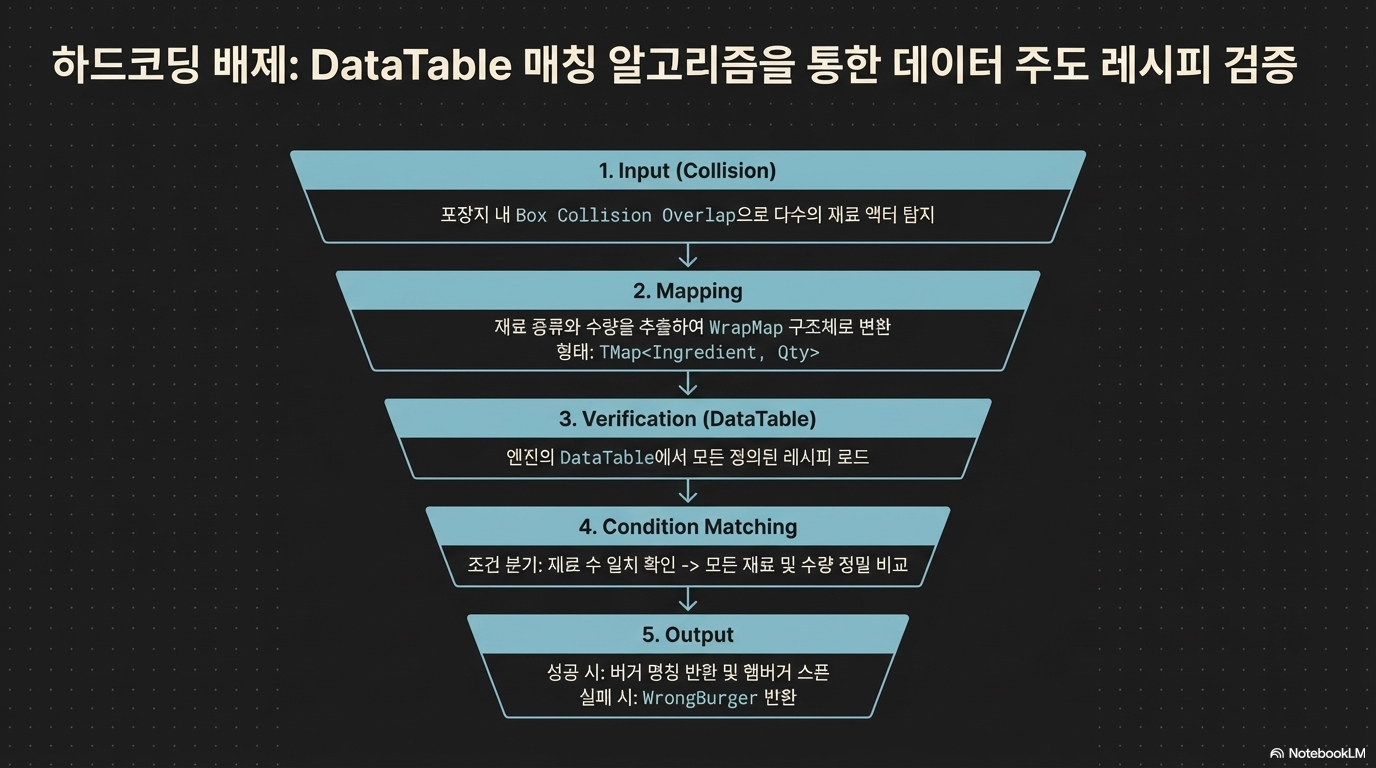 하드코딩 배제: DataTable 매칭 알고리즘을 통한 데이터 주도 레시피 검증
1. Input (Collision)
포장지 내 Box Collision Overlap으로 다수의 재료 액터 탐지
2. Mapping
재료 종류와 수량을 추출하여 WrapMap 구조체로 변환
형태: TMap<Ingredient, Qty>
3. Verification (DataTable)
엔진의 DataTable에서 모든 정의된 레시피 로드
4. Condition Matching
조건 분기: 재료 수 일치 확인 -> 모든 재료 및 수량 정밀 비교
5. Output
성공 시: 버거 명칭 반환 및 햄버거 스폰
실패 시: WrongBurger 반환
NotebookLM